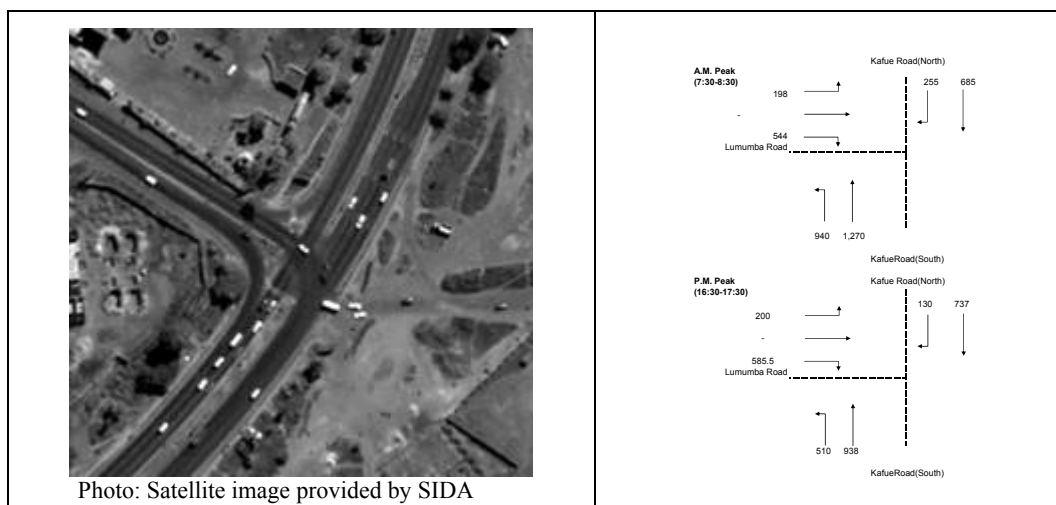 Kafue Road(North)
A.M. Peak
(7:30-8:30)
255 685
198
-
544
Lumumba Road
940 1,270
KafueRoad(South)
P.M. Peak
(16:30-17:30)
Kafue Road(North)
130 737
200
-
585.5
Lumumba Road
510 938
KafueRoad(South)
Photo: Satellite image provided by SIDA